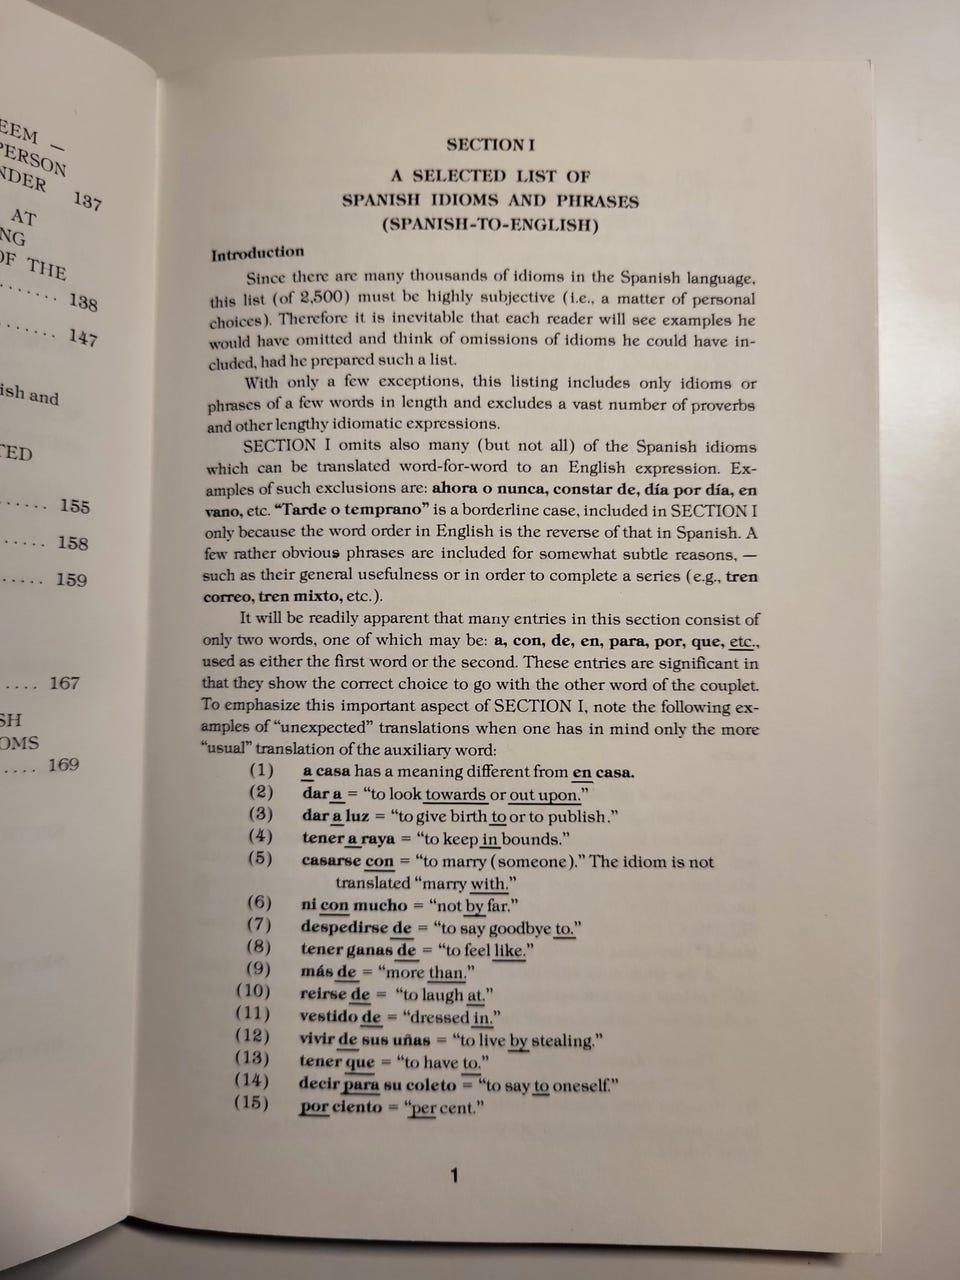 EEM —
PERSON
NDER 137
AT
NG
OF THE
........ 138
........ 147
ish and
TED
...... 155
..... 158
..... 159
.... 167
SH
OMS
.... 169
SECTION I
A SELECTED LIST OF
SPANISH IDIOMS AND PHRASES
(SPANISH-TO-ENGLISH)
Introduction
Since there are many thousands of idioms in the Spanish language,
this list (of 2,500) must be highly subjective (i.e., a matter of personal
choices). Therefore it is inevitable that each reader will see examples he
would have omitted and think of omissions of idioms he could have in-
cluded, had he prepared such a list.
With only a few exceptions, this listing includes only idioms or
phrases of a few words in length and excludes a vast number of proverbs
and other lengthy idiomatic expressions.
SECTION I omits also many (but not all) of the Spanish idioms
which can be translated word-for-word to an English expression. Ex-
amples of such exclusions are: ahora o nunca, constar de, día por día, en
vano, etc. “Tarde o temprano” is a borderline case, included in SECTION I
only because the word order in English is the reverse of that in Spanish. A
few rather obvious phrases are included for somewhat subtle reasons, —
such as their general usefulness or in order to complete a series (e.g., tren
correo, tren mixto, etc.).
It will be readily apparent that many entries in this section consist of
only two words, one of which may be: a, con, de, en, para, por, que, etc.,
used as either the first word or the second. These entries are significant in
that they show the correct choice to go with the other word of the couplet.
To emphasize this important aspect of SECTION I, note the following ex-
amples of “unexpected” translations when one has in mind only the more
“usual” translation of the auxiliary word:
(1) a casa has a meaning different from en casa.
(2) dar a = “to look towards or out upon.”
(3) dar a luz = “to give birth to or to publish.”
(4) tener a raya = “to keep in bounds.”
(5) casarse con = “to marry (someone).” The idiom is not
translated “marry with.”
(6) ni con mucho = “not by far.”
(7) despedirse de = “to say goodbye to.”
(8) tener ganas de = “to feel like.”
(9) más de = “more than.”
(10) reirse de = “to laugh at.”
(11) vestido de = “dressed in.”
(12) vivir de sus uñas = “to live by stealing.”
(13) tener que = “to have to.”
(14) decir para su coleto = “to say to oneself.”
(15) por ciento = “per cent.”
1